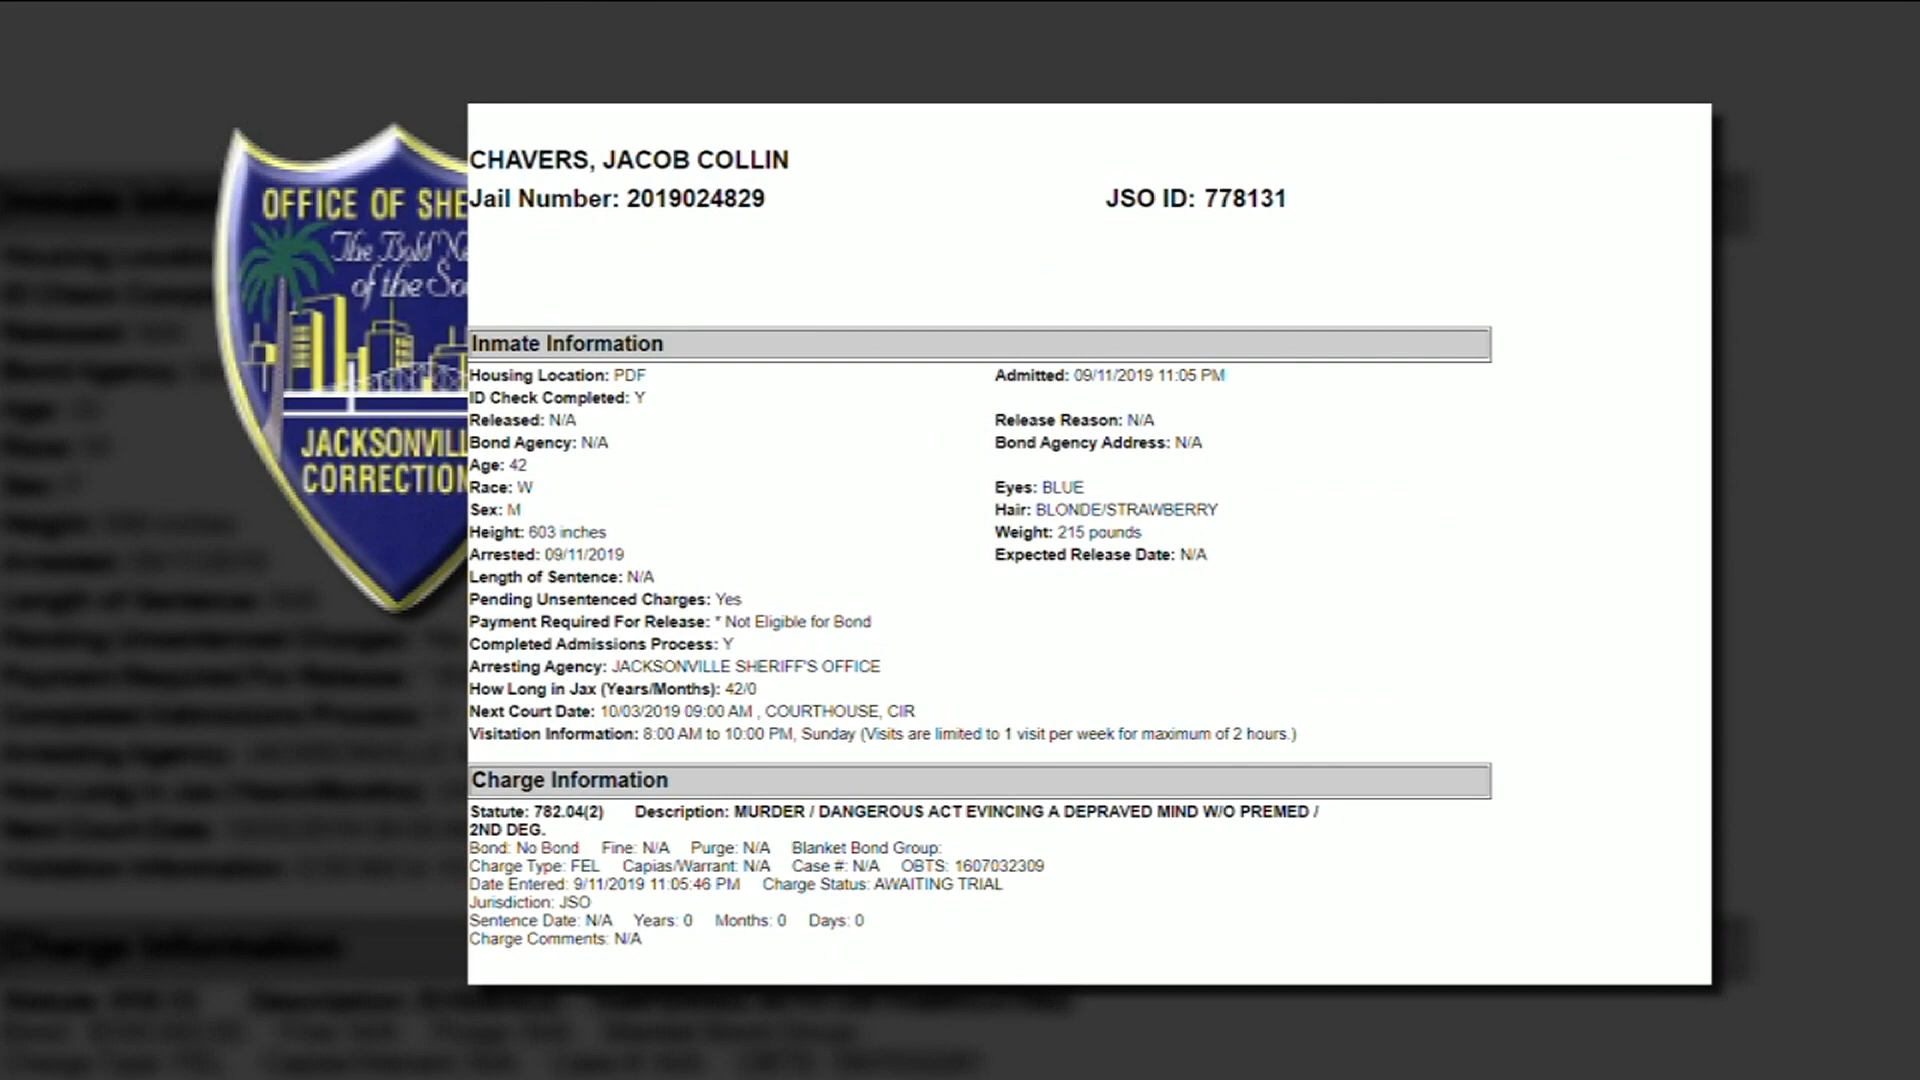 CHAVERS, JACOB COLLIN
Jail Number: 2019024829 JSO ID: 778131
OFFICE OF SHE
The Bold Ne
of the So
JACKSONVILL
CORRECTION
Inmate Information
Housing Location: PDF Admitted: 09/11/2019 11:05 PM
ID Check Completed: Y
Released: N/A Release Reason: N/A
Bond Agency: N/A Bond Agency Address: N/A
Age: 42
Race: W Eyes: BLUE
Sex: M Hair: BLONDE/STRAWBERRY
Height: 603 inches Weight: 215 pounds
Arrested: 09/11/2019 Expected Release Date: N/A
Length of Sentence: N/A
Pending Unsentenced Charges: Yes
Payment Required For Release: * Not Eligible for Bond
Completed Admissions Process: Y
Arresting Agency: JACKSONVILLE SHERIFF'S OFFICE
How Long in Jax (Years/Months): 42/0
Next Court Date: 10/03/2019 09:00 AM , COURTHOUSE, CIR
Visitation Information: 8:00 AM to 10:00 PM, Sunday (Visits are limited to 1 visit per week for maximum of 2 hours.)
Charge Information
Statute: 782.04(2) Description: MURDER / DANGEROUS ACT EVINCING A DEPRAVED MIND W/O PREMED /
2ND DEG.
Bond: No Bond Fine: N/A Purge: N/A Blanket Bond Group:
Charge Type: FEL Capias/Warrant: N/A Case #: N/A OBTS: 1607032309
Date Entered: 9/11/2019 11:05:46 PM Charge Status: AWAITING TRIAL
Jurisdiction: JSO
Sentence Date: N/A Years: 0 Months: 0 Days: 0
Charge Comments: N/A